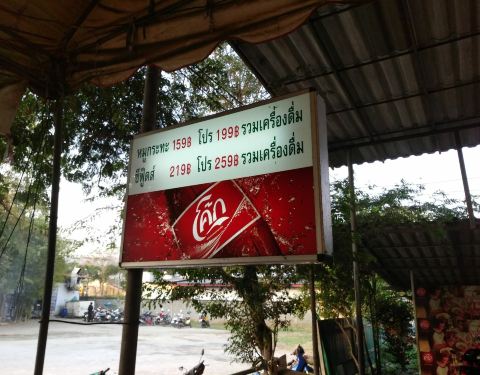 หมูกระทะ 159฿ โปร 199฿ รวมเครื่องดื่ม
ซีฟู๊ดส์ 219฿ โปร 259฿ รวมเครื่องดื่ม
โค้ก